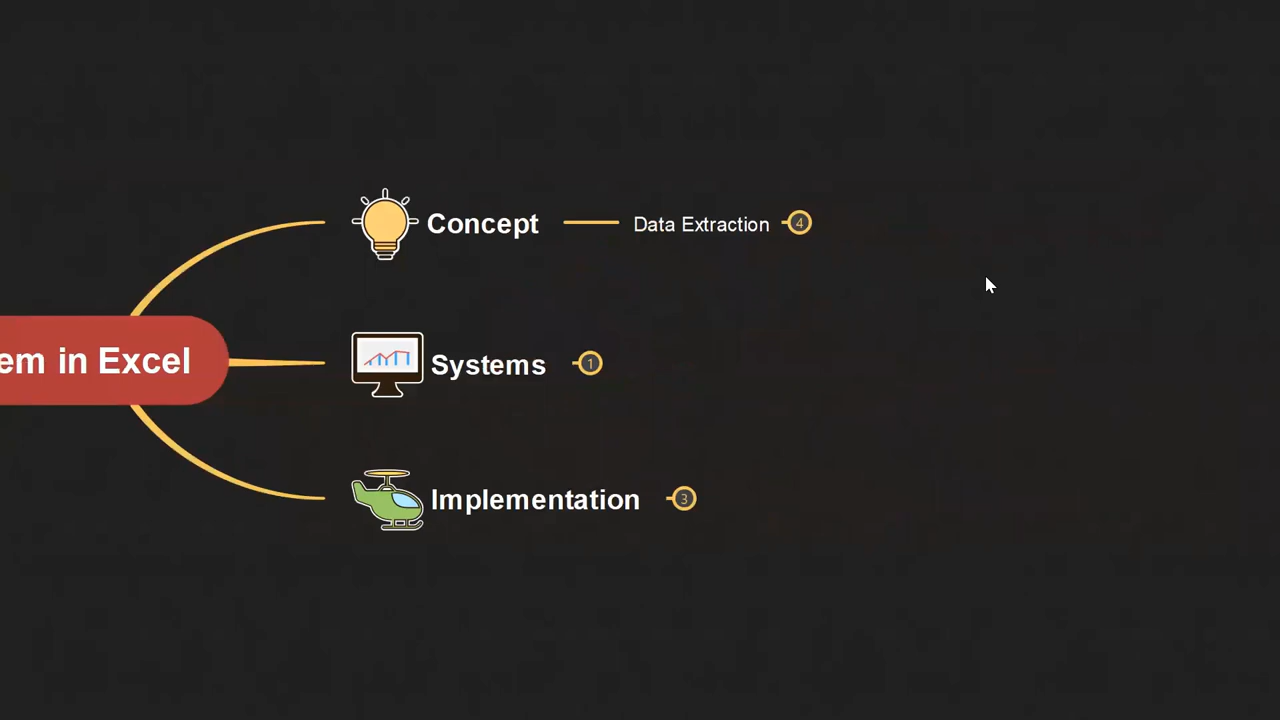 Concept
Data Extraction
4
em in Excel
Systems
1
Implementation
3